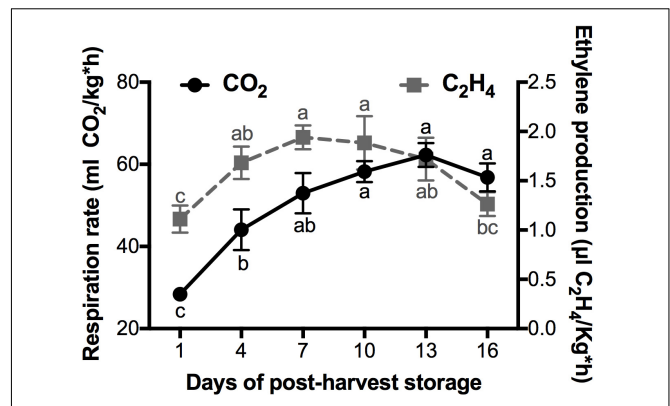 Respiration rate (ml CO₂/kg*h)
Ethylene production (µl C₂H₄/Kg*h)
CO₂
C₂H₄
80
60
40
20
2.5
2.0
1.5
1.0
0.5
0.0
c
ab
a
a
ab
bc
c
b
ab
a
a
a
1 4 7 10 13 16
Days of post-harvest storage